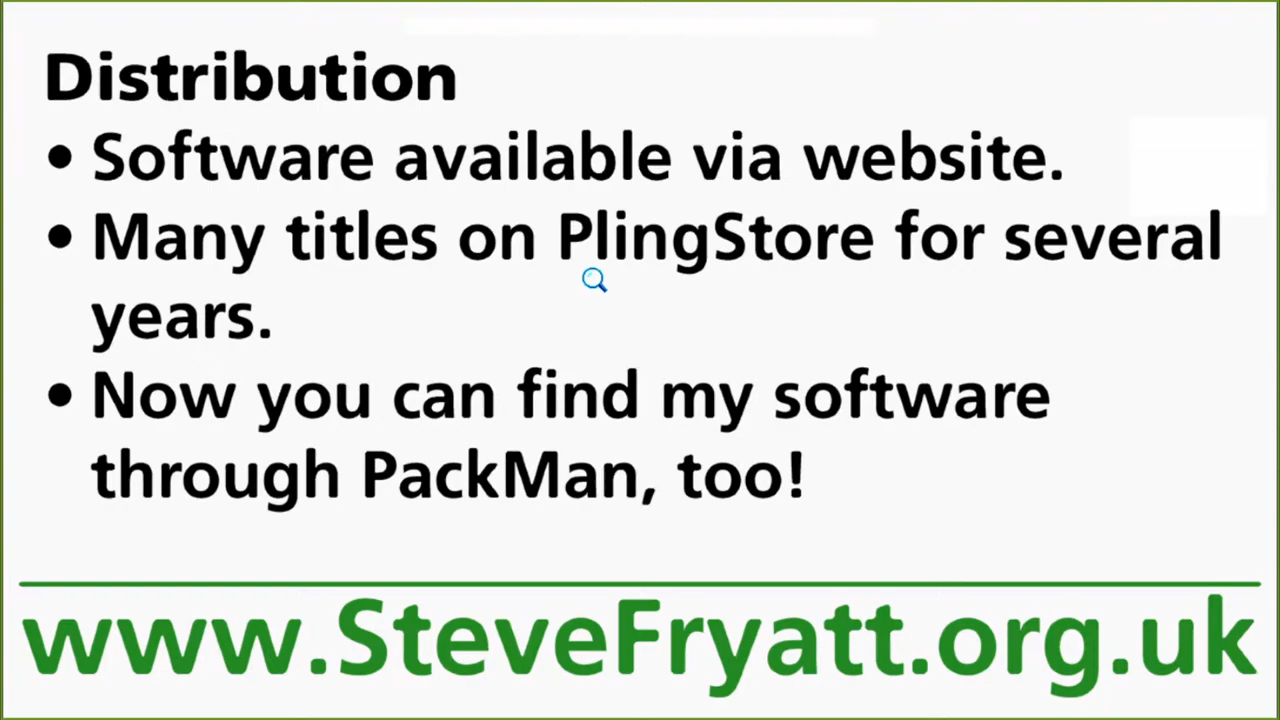 Distribution
• Software available via website.
• Many titles on PlingStore for several
years.
• Now you can find my software
through PackMan, too!
www.SteveFryatt.org.uk